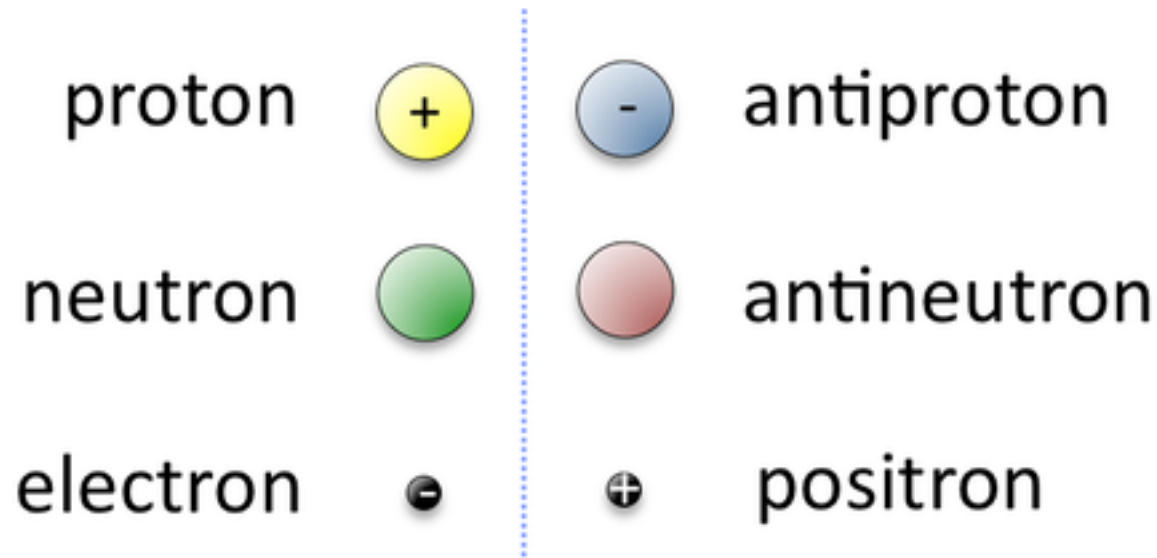 proton + - antiproton
neutron antineutron
electron - + positron